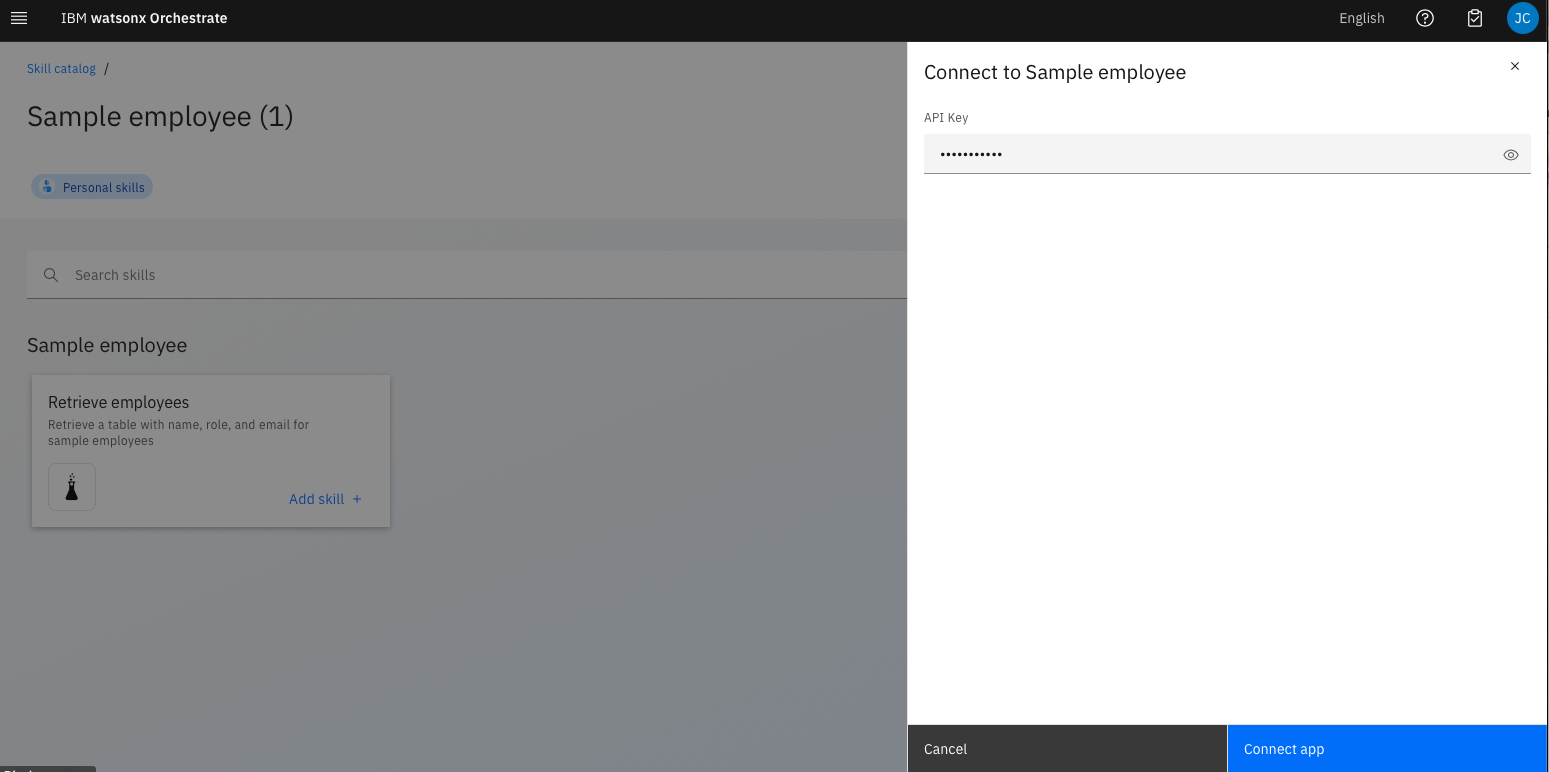 IBM watsonx Orchestrate
English
JC
Skill catalog /
Sample employee (1)
Personal skills
Search skills
Sample employee
Retrieve employees
Retrieve a table with name, role, and email for
sample employees
Add skill +
Connect to Sample employee
API Key
•••••••••••
Cancel
Connect app